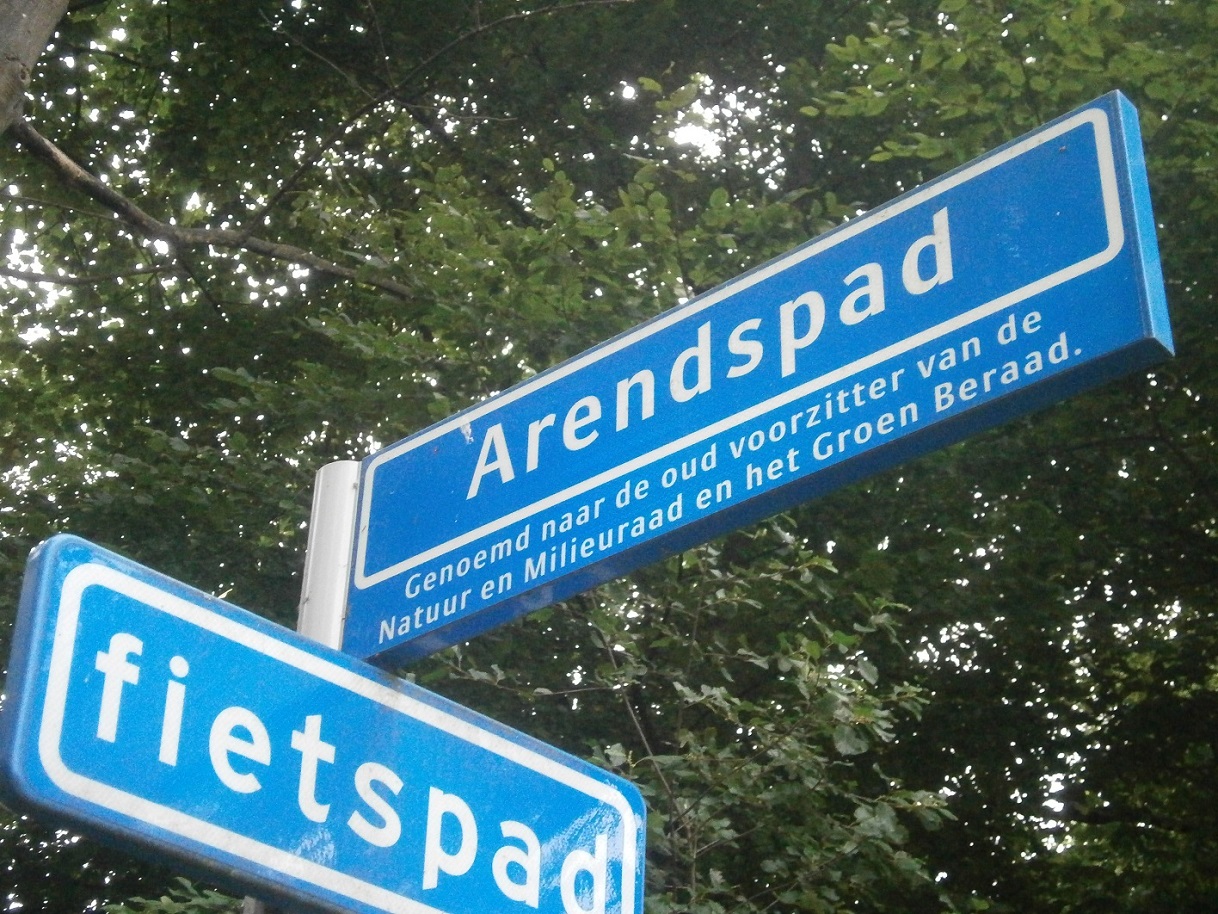 Arendspad
Genoemd naar de oud voorzitter van de
Natuur en Milieuraad en het Groen Beraad.
fietspad